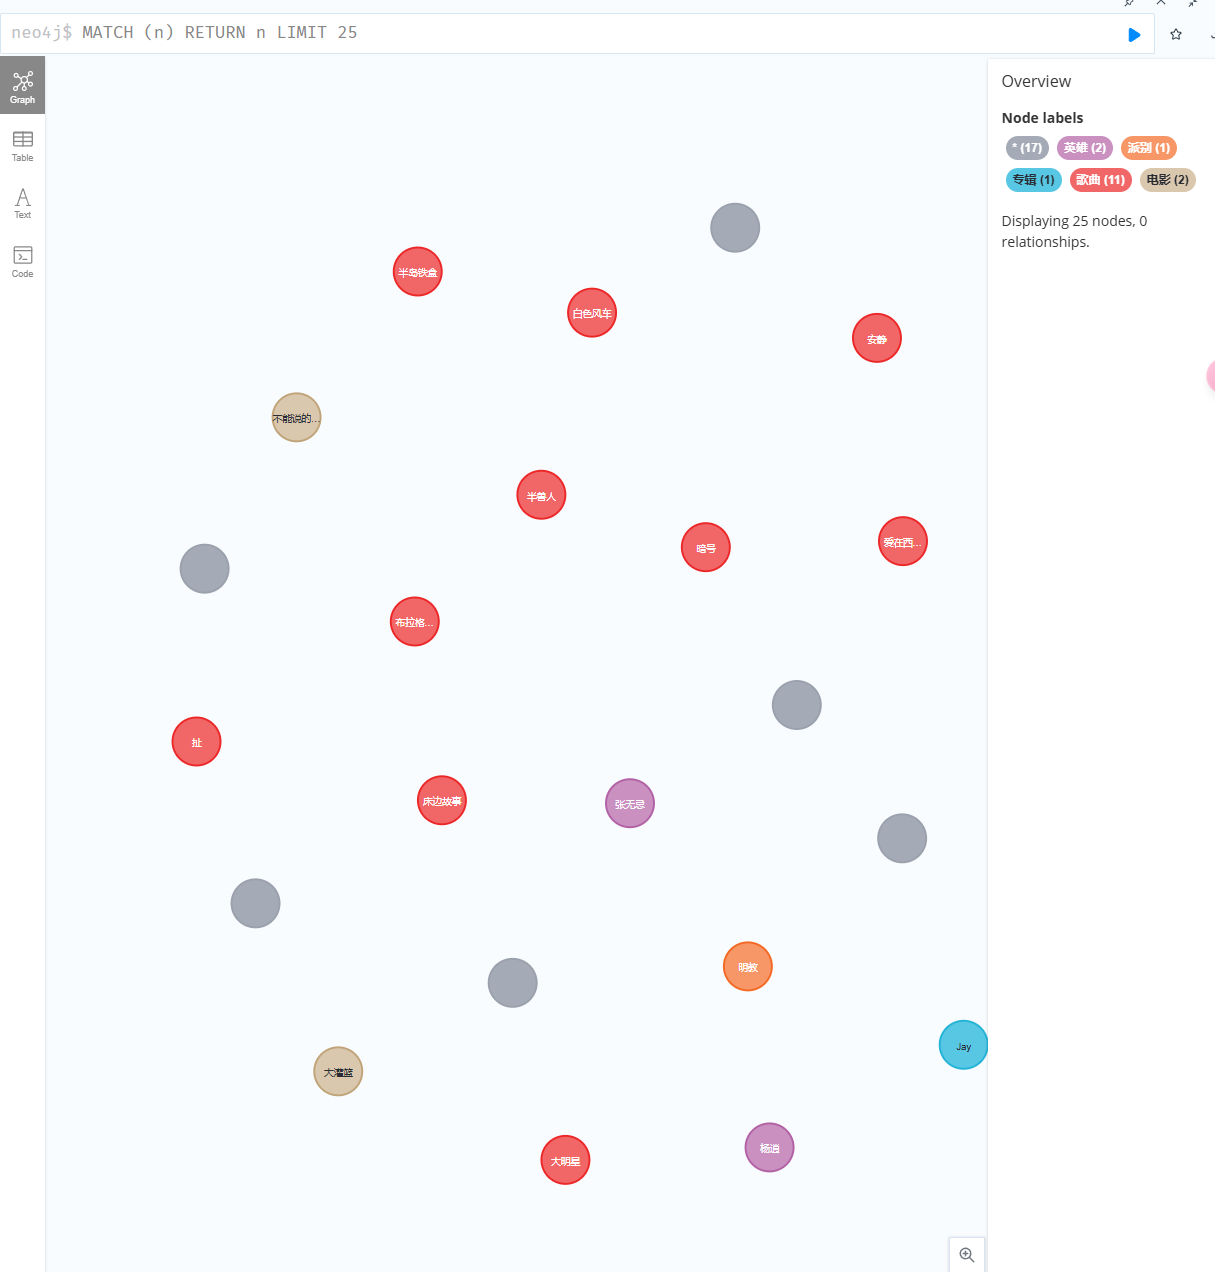 neo4j$ MATCH (n) RETURN n LIMIT 25
Graph
Table
Text
Code
Overview
Node labels
* (17) 英雄 (2) 派别 (1)
专辑 (1) 歌曲 (11) 电影 (2)
Displaying 25 nodes, 0
relationships.
半岛铁盒
白色风车
安静
不能说的...
半兽人
暗号
爱在西...
布拉格...
扯
床边故事
张无忌
明教
Jay
大灌篮
大明星
杨逍